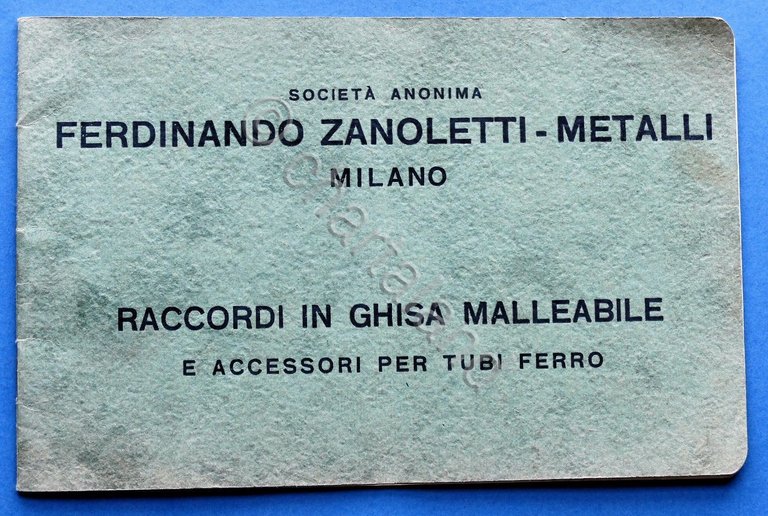 SOCIETÀ ANONIMA
FERDINANDO ZANOLETTI - METALLI
MILANO
RACCORDI IN GHISA MALLEABILE
E ACCESSORI PER TUBI FERRO